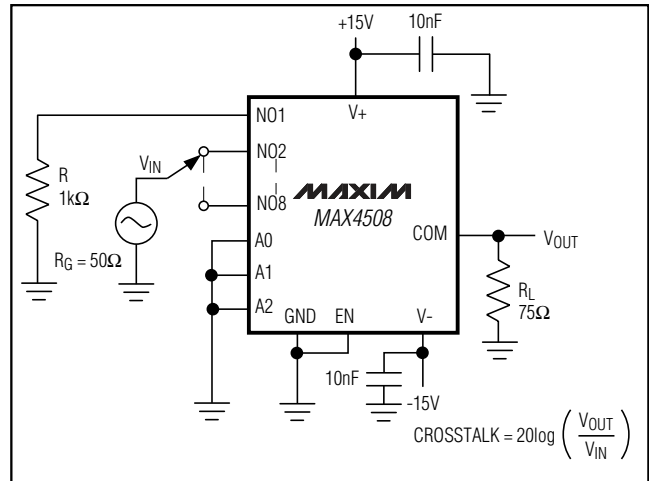 +15V
10nF
NO1
V+
VIN
NO2
R
1kΩ
MAXIM
NO8
MAX4508
COM
VOUT
A0
RG = 50Ω
A1
RL
75Ω
A2
GND
EN
V-
10nF
-15V
CROSSTALK = 20log ( VOUT
VIN )